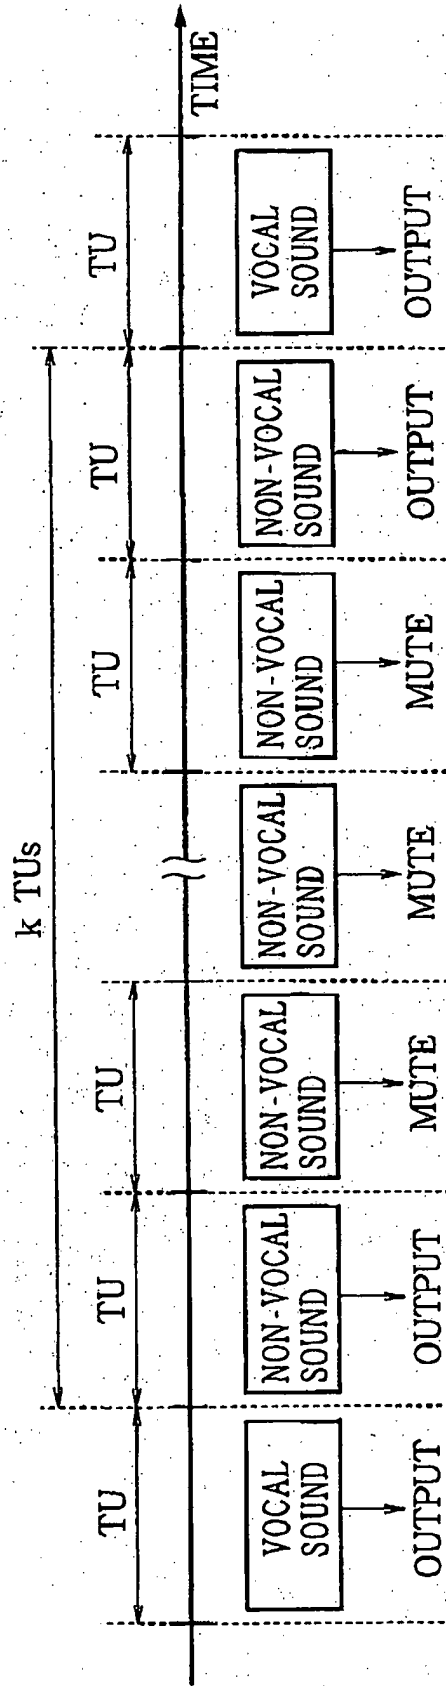 k TUs
TU
TU
TU
TU
TU
TU
TIME
VOCAL
SOUND
NON-VOCAL
SOUND
NON-VOCAL
SOUND
NON-VOCAL
SOUND
NON-VOCAL
SOUND
NON-VOCAL
SOUND
VOCAL
SOUND
OUTPUT
OUTPUT
MUTE
MUTE
MUTE
OUTPUT
OUTPUT